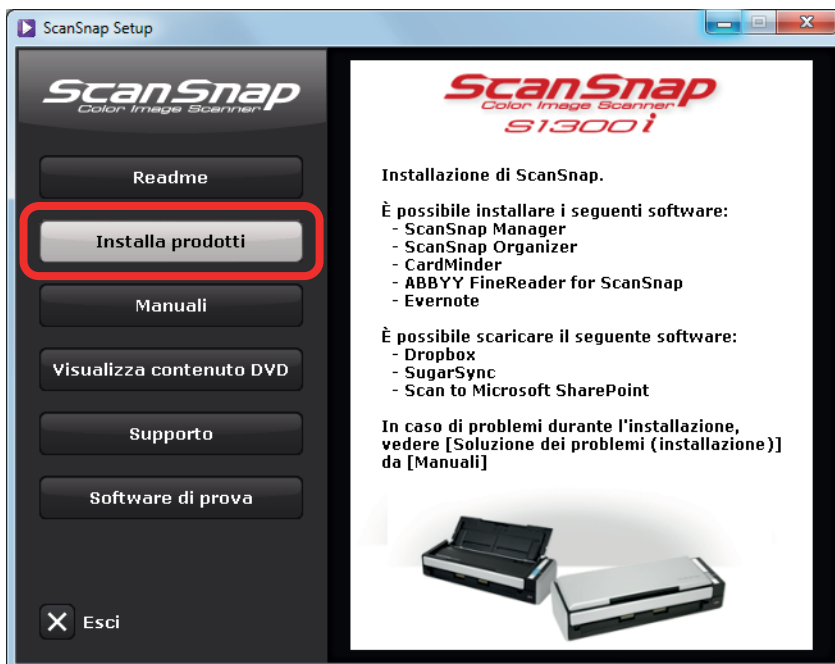 ScanSnap Setup
ScanSnap
Color Image Scanner
Readme
Installa prodotti
Manuali
Visualizza contenuto DVD
Supporto
Software di prova
Esci
ScanSnap
Color Image Scanner
S1300i
Installazione di ScanSnap.
È possibile installare i seguenti software:
- ScanSnap Manager
- ScanSnap Organizer
- CardMinder
- ABBYY FineReader for ScanSnap
- Evernote
È possibile scaricare il seguente software:
- Dropbox
- SugarSync
- Scan to Microsoft SharePoint
In caso di problemi durante l'installazione,
vedere [Soluzione dei problemi (installazione)]
da [Manuali]